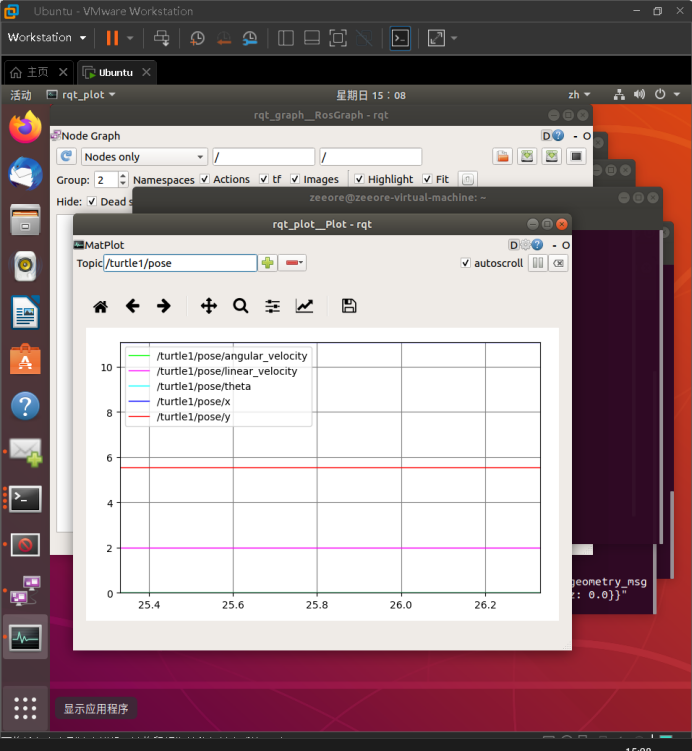 Ubuntu - VMware Workstation
Workstation
主页
Ubuntu
活动
rqt_plot
星期日 15：08
zh
rqt_graph__RosGraph - rqt
Node Graph
D
- O
Nodes only
/
/
Group: 2 Namespaces Actions tf Images Highlight Fit
Hide: Dead s
zeeore@zeeore-virtual-machine: ~
rqt_plot__Plot - rqt
MatPlot
D
- O
Topic /turtle1/pose
autoscroll
/turtle1/pose/angular_velocity
/turtle1/pose/linear_velocity
/turtle1/pose/theta
/turtle1/pose/x
/turtle1/pose/y
10
8
6
4
2
0
25.4 25.6 25.8 26.0 26.2
geometry_msg
z: 0.0}}"
显示应用程序